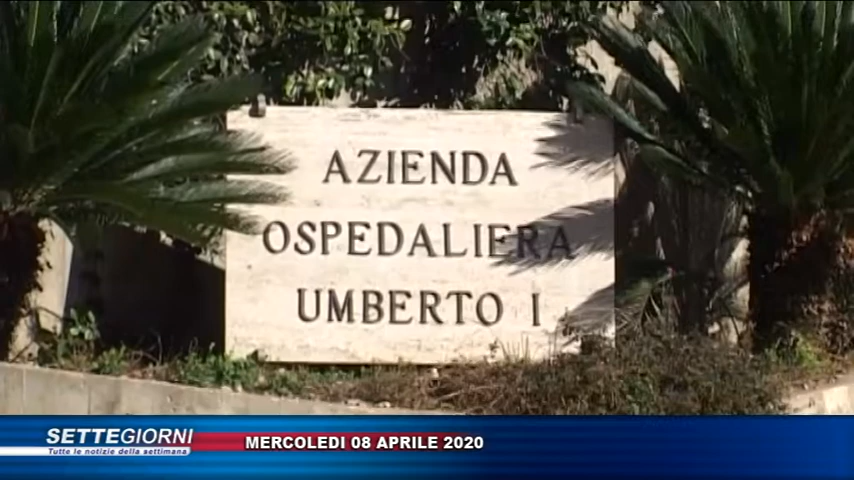 AZIENDA
OSPEDALIERA
UMBERTO I
SETTEGIORNI
Tutte le notizie della settimana
MERCOLEDI 08 APRILE 2020